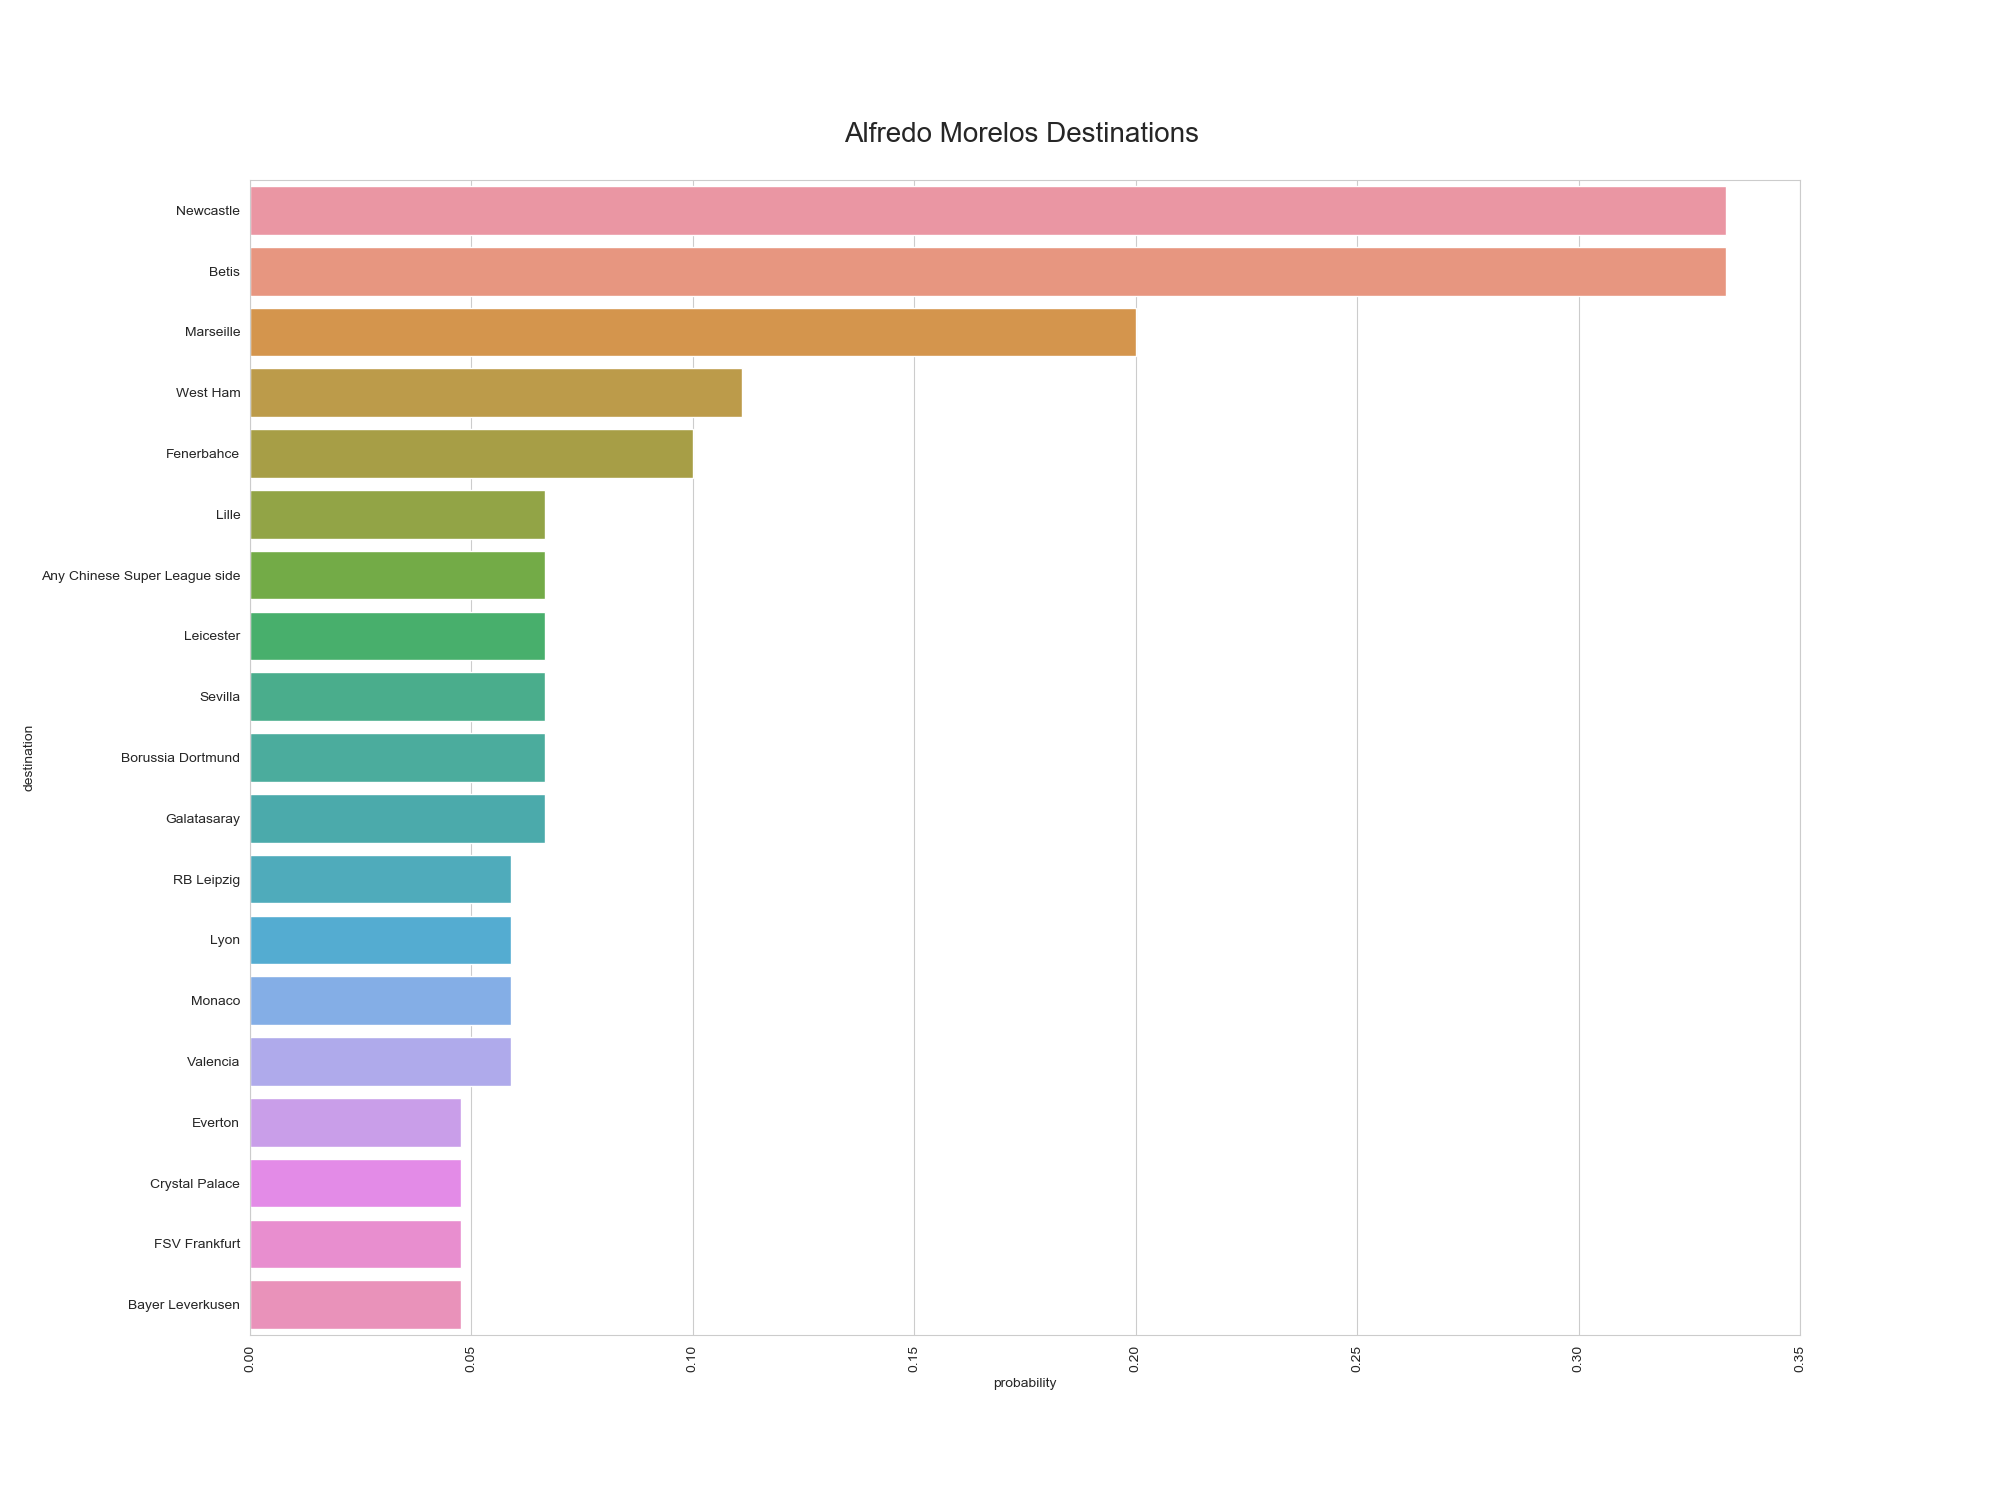 Alfredo Morelos Destinations
Newcastle
Betis
Marseille
West Ham
Fenerbahce
Lille
Any Chinese Super League side
Leicester
Sevilla
Borussia Dortmund
Galatasaray
RB Leipzig
Lyon
Monaco
Valencia
Everton
Crystal Palace
FSV Frankfurt
Bayer Leverkusen
destination
0.00
0.05
0.10
0.15
0.20
0.25
0.30
0.35
probability